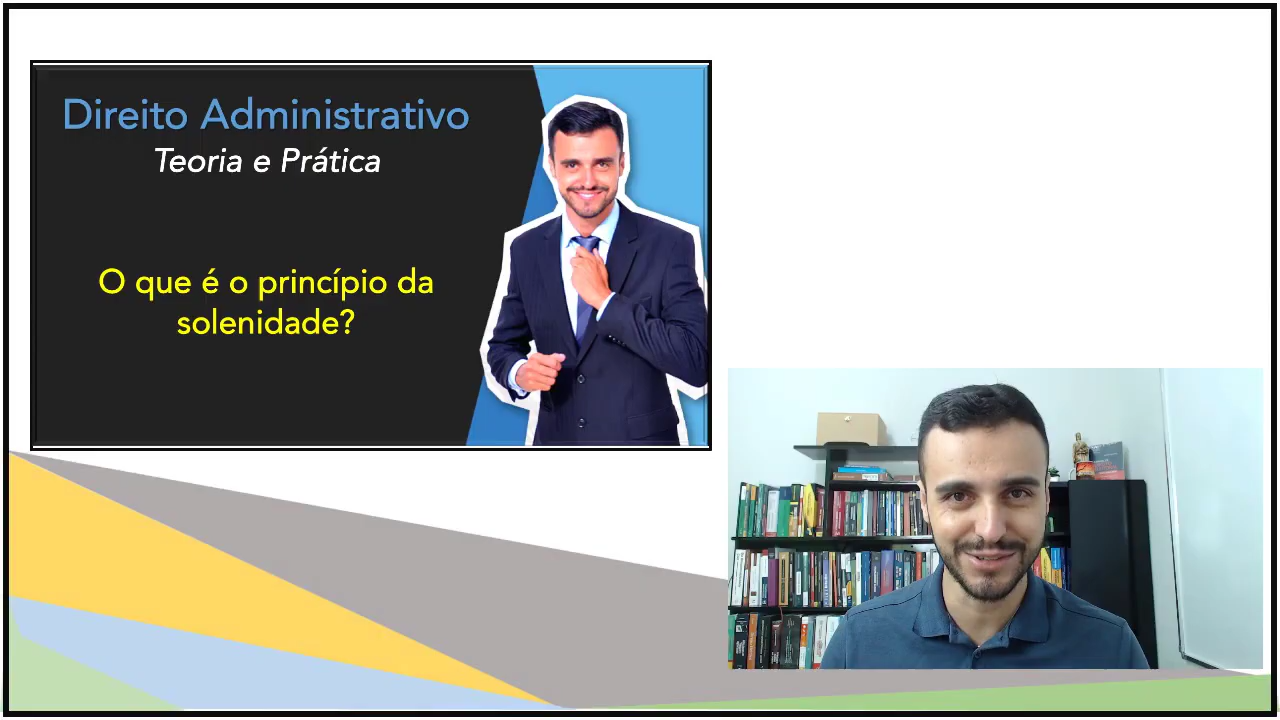 Direito Administrativo
Teoria e Prática
O que é o princípio da
solenidade?